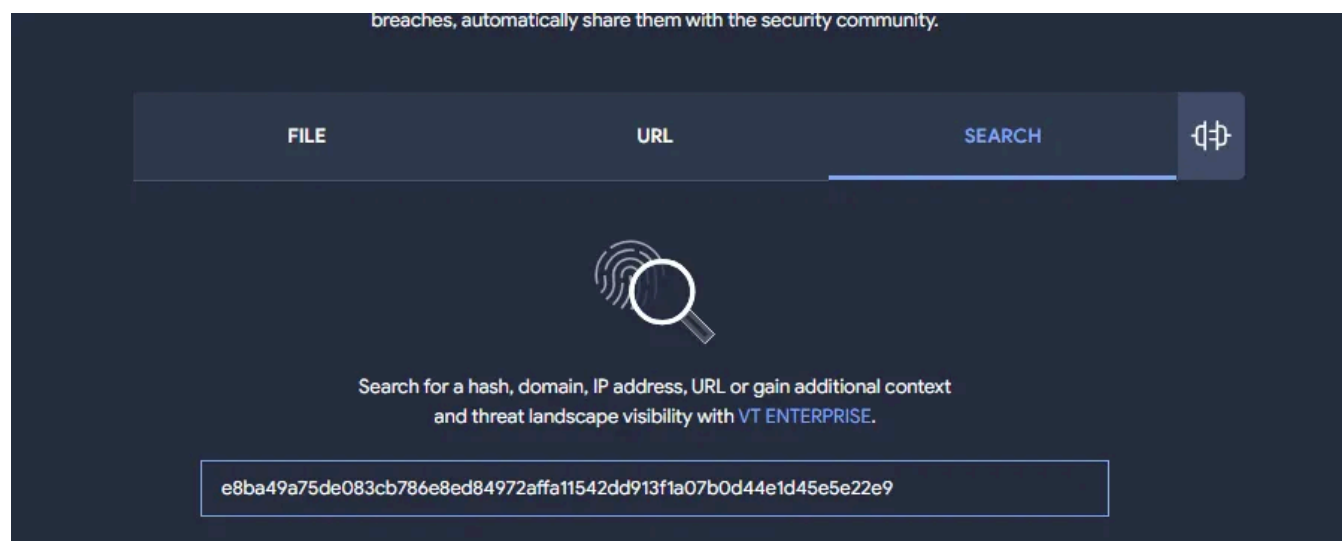 breaches, automatically share them with the security community.
FILE
URL
SEARCH
Search for a hash, domain, IP address, URL or gain additional context
and threat landscape visibility with VT ENTERPRISE.
e8ba49a75de083cb786e8ed84972affa11542dd913f1a07b0d44e1d45e5e22e9